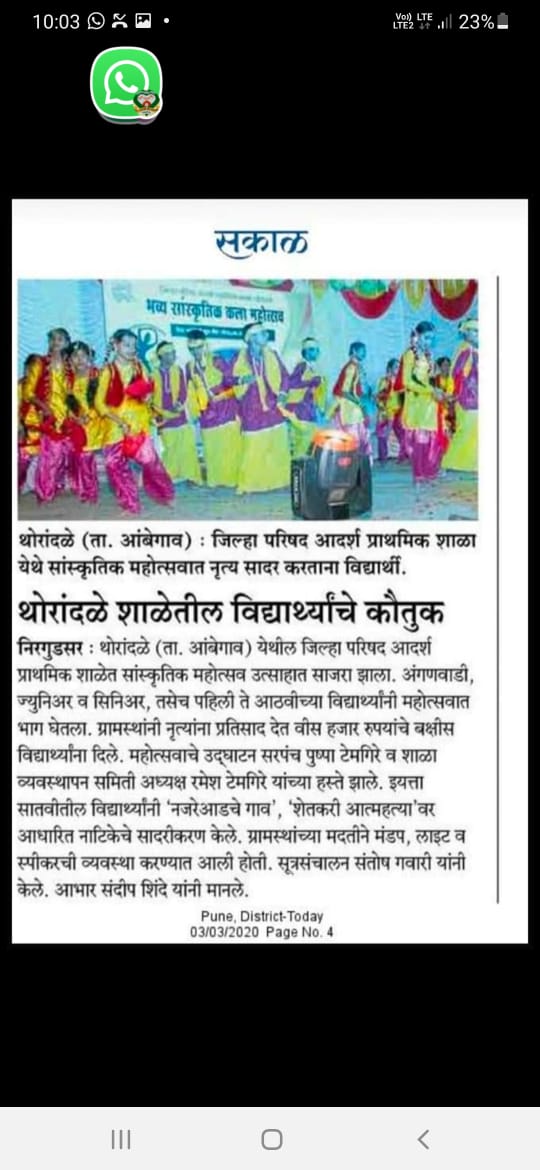 10:03
Vo) LTE
LTE2
23%
सकाळ
भव्य सांस्कृतिक कला महोत्सव
थोरांदळे (ता. आंबेगाव) : जिल्हा परिषद आदर्श प्राथमिक शाळा
येथे सांस्कृतिक महोत्सवात नृत्य सादर करताना विद्यार्थी.
थोरांदळे शाळेतील विद्यार्थ्यांचे कौतुक
निरगुडसर : थोरांदळे (ता. आंबेगाव) येथील जिल्हा परिषद आदर्श
प्राथमिक शाळेत सांस्कृतिक महोत्सव उत्साहात साजरा झाला. अंगणवाडी,
ज्युनिअर व सिनिअर, तसेच पहिली ते आठवीच्या विद्यार्थ्यांनी महोत्सवात
भाग घेतला. ग्रामस्थांनी नृत्यांना प्रतिसाद देत वीस हजार रुपयांचे बक्षीस
विद्यार्थ्यांना दिले. महोत्सवाचे उद्‍घाटन सरपंच पुष्पा टेमगिरे व शाळा
व्यवस्थापन समिती अध्यक्ष रमेश टेमगिरे यांच्या हस्ते झाले. इयत्ता
सातवीतील विद्यार्थ्यांनी ‘नजरेआडचे गाव’, ‘शेतकरी आत्महत्या’वर
आधारित नाटिकेचे सादरीकरण केले. ग्रामस्थांच्या मदतीने मंडप, लाइट व
स्पीकरची व्यवस्था करण्यात आली होती. सूत्रसंचालन संतोष गवारी यांनी
केले. आभार संदीप शिंदे यांनी मानले.
Pune, District-Today
03/03/2020 Page No. 4